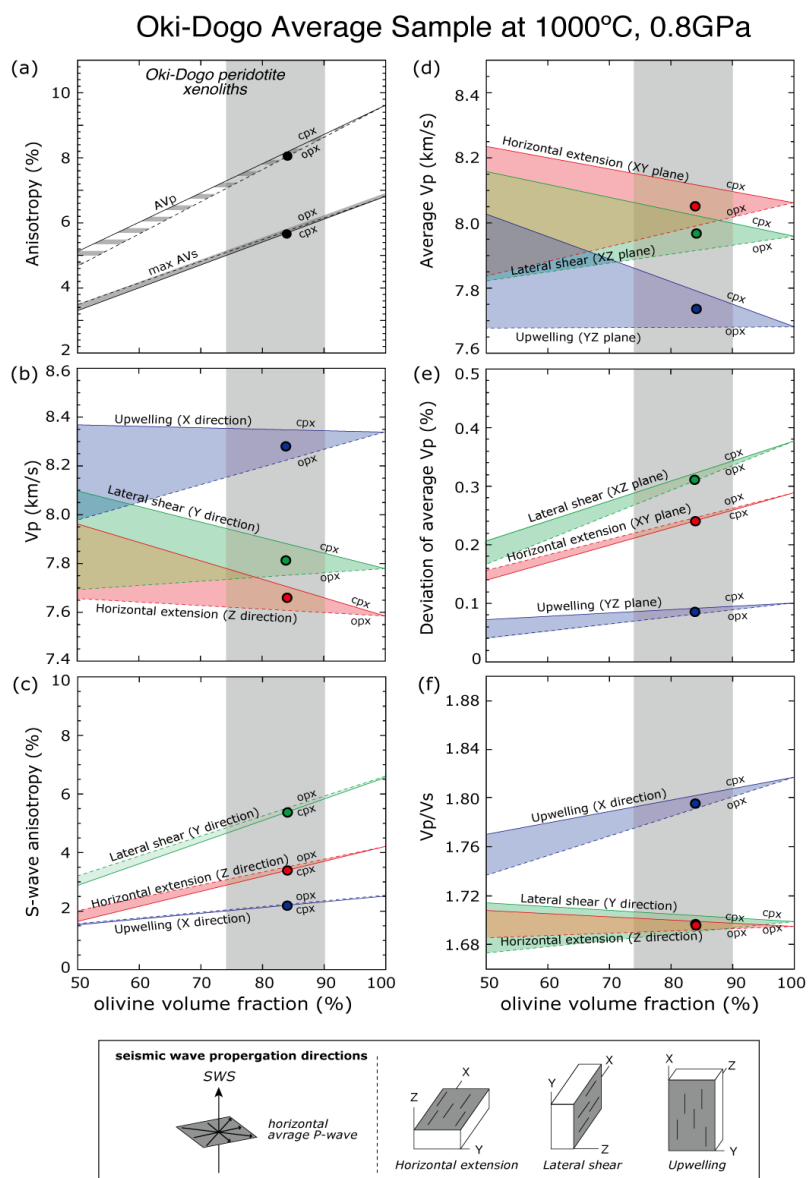 Oki-Dogo Average Sample at 1000ºC, 0.8GPa
(a)
Oki-Dogo peridotite
xenoliths
Anisotropy (%)
10
8
6
4
2
AVp
cpx
opx
max AVs
opx
cpx
(b)
Vp (km/s)
8.6
8.4
8.2
8.0
7.8
7.6
7.4
Upwelling (X direction)
cpx
opx
Lateral shear (Y direction)
cpx
opx
Horizontal extension (Z direction)
cpx
opx
(c)
S-wave anisotropy (%)
10
8
6
4
2
0
Lateral shear (Y direction)
opx
cpx
Horizontal extension (Z direction)
opx
cpx
Upwelling (X direction)
opx
cpx
50
60
70
80
90
100
olivine volume fraction (%)
(d)
Average Vp (km/s)
8.4
8.2
8.0
7.8
7.6
Horizontal extension (XY plane)
cpx
opx
Lateral shear (XZ plane)
cpx
opx
Upwelling (YZ plane)
cpx
opx
(e)
Deviation of average Vp (%)
0.5
0.4
0.3
0.2
0.1
0
Lateral shear (XZ plane)
cpx
opx
Horizontal extension (XY plane)
opx
cpx
Upwelling (YZ plane)
cpx
opx
(f)
Vp/Vs
1.88
1.84
1.80
1.76
1.72
1.68
Upwelling (X direction)
cpx
opx
Lateral shear (Y direction)
cpx
cpx
Horizontal extension (Z direction)
opx
opx
50
60
70
80
90
100
olivine volume fraction (%)
seismic wave propergation directions
SWS
horizontal
avrage P-wave
X
Z
Y
Horizontal extension
X
Y
Z
Lateral shear
X
Z
Y
Upwelling